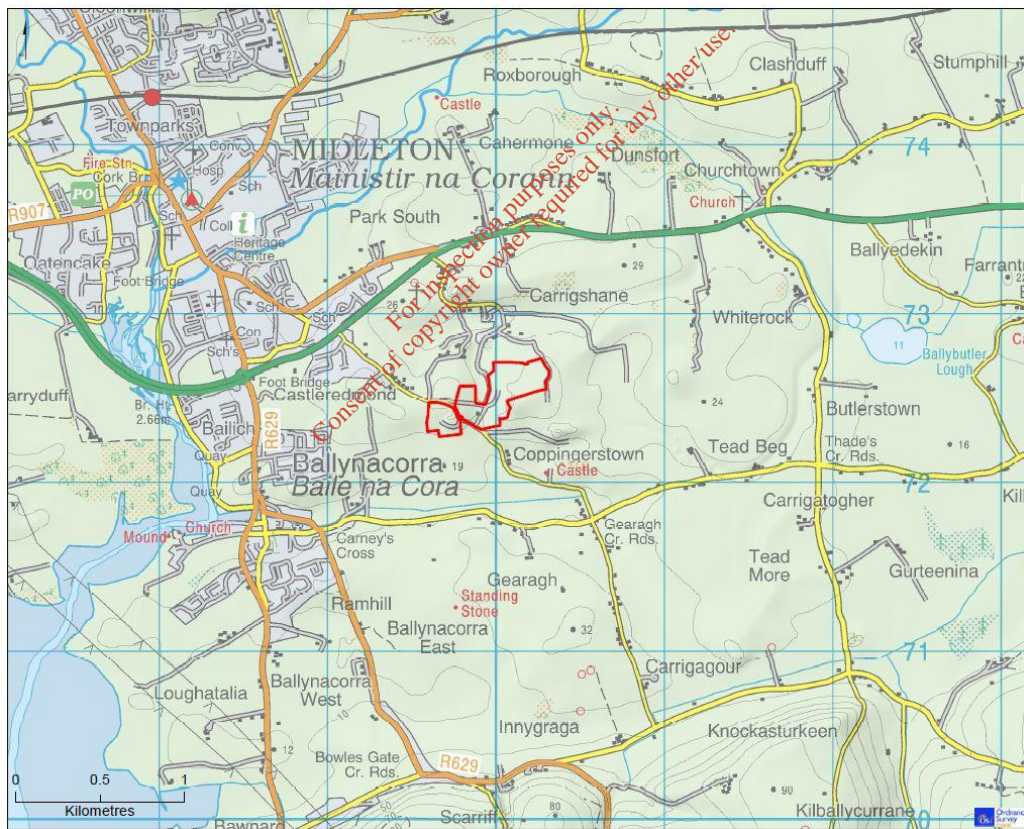 Roxborough
Clashduff
Stumphill
Castle
Townparks
Conv
MIDLETON
Mainistir na Corann
Cahermone
Dunsfort
74
Fire Stn
Hosp
Cork Br
Sch
PO
Churchtown
Church
R907
Sch
Coll
i
Heritage
Centre
Park South
Oatencake
Foot Bridge
Ballyedekin
29
26
Carrigshane
Sch
Sch
Con
Sch's
Whiterock
73
11
Ballybutler
Lough
For inspection purposes only.
Consent of copyright owner required for any other use.
Foot Bridge
Castleredmond
arryduff
Br. Ht.
2.66m
Bailick
R629
24
Butlerstown
Quay
Ballynacorra
Baile na Cora
19
Coppingerstown
Castle
Tead Beg
Thade's
Cr. Rds.
16
Quay
72
Carrigatogher
Mound
Church
Carney's
Cross
Gearagh
Cr. Rds.
Tead
More
Gearagh
Gurteenina
Standing
Stone
Ramhill
Ballynacorra
East
32
71
Carrigagour
Loughatalia
Ballynacorra
West
10
Innygraga
Knockasturkeen
12
Bowles Gate
Cr. Rds.
R629
0 0.5 1
Kilometres
90
50
80
Scarriff
Kilballycurrane
Ordnance
Survey